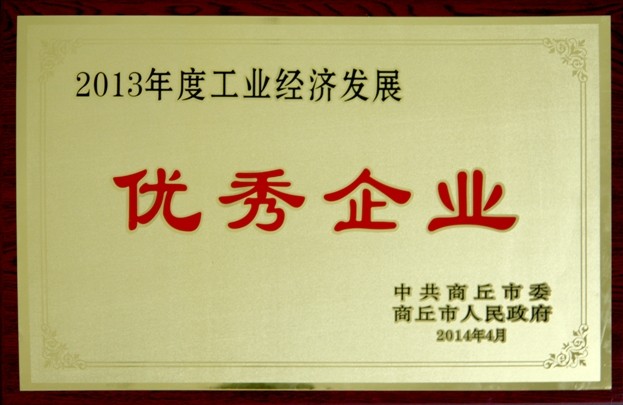 2013年度工业经济发展
优秀企业
中共商丘市委
商丘市人民政府
2014年4月